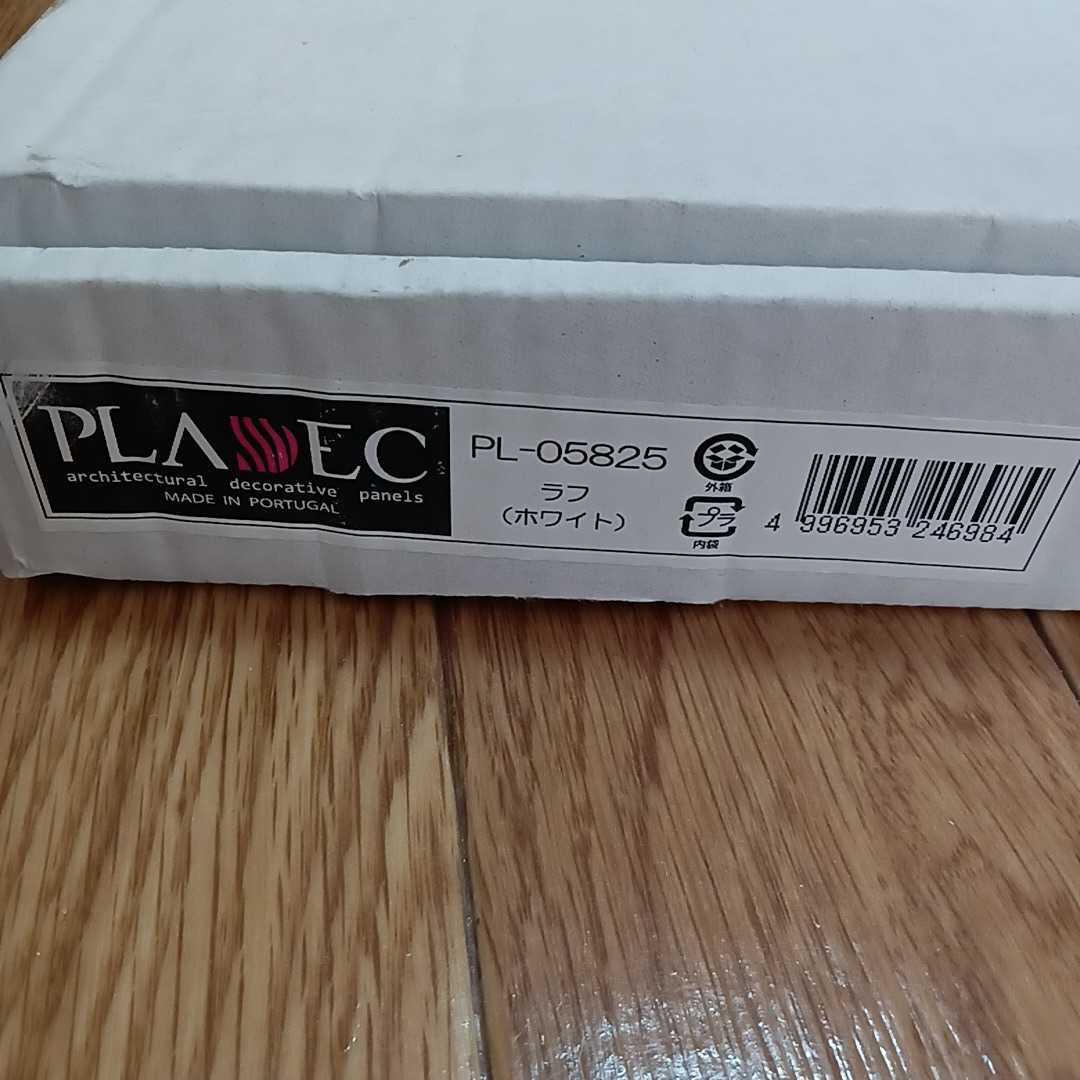 PLADEC
architectural decorative panels
MADE IN PORTUGAL
PL-05825
ラフ
（ホワイト）
外箱
プラ
内袋
4 996953 246984